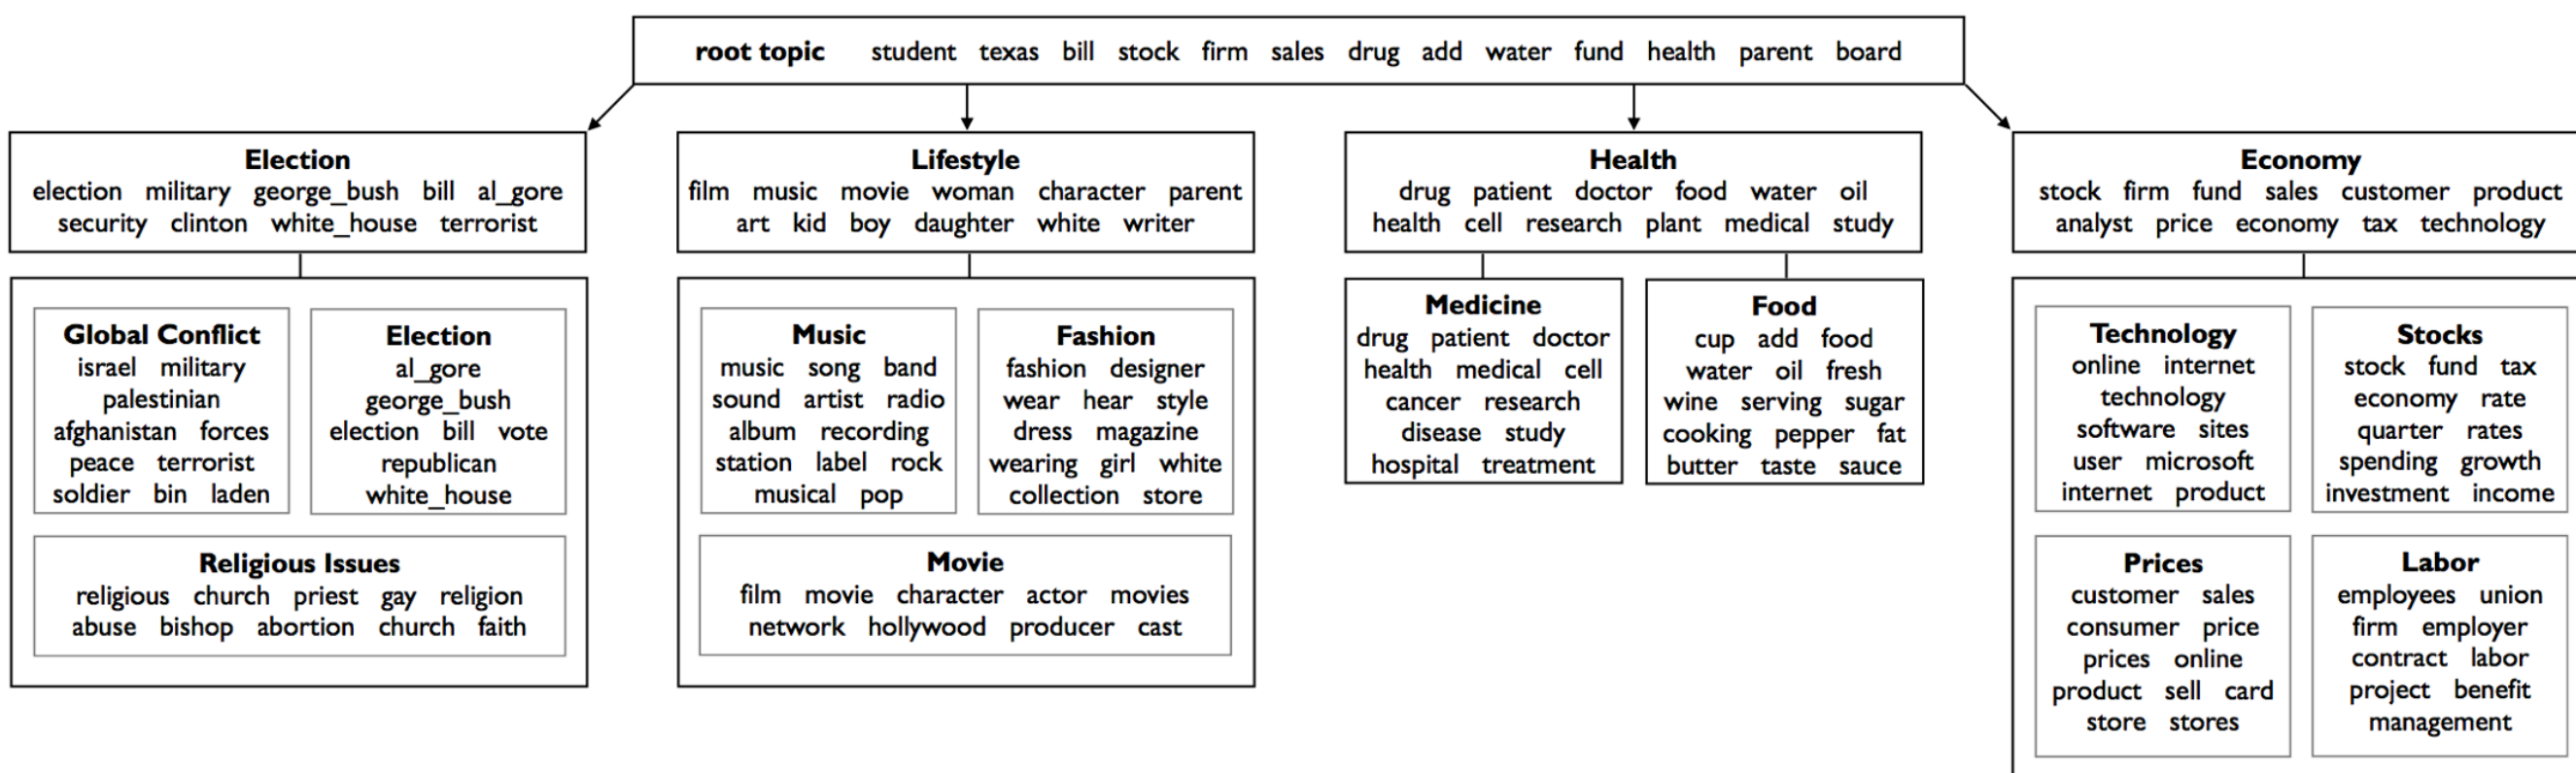 root topic student texas bill stock firm sales drug add water fund health parent board
Election
election military george_bush bill al_gore
security clinton white_house terrorist
Global Conflict
israel military
palestinian
afghanistan forces
peace terrorist
soldier bin laden
Election
al_gore
george_bush
election bill vote
republican
white_house
Religious Issues
religious church priest gay religion
abuse bishop abortion church faith
Lifestyle
film music movie woman character parent
art kid boy daughter white writer
Music
music song band
sound artist radio
album recording
station label rock
musical pop
Fashion
fashion designer
wear hear style
dress magazine
wearing girl white
collection store
Movie
film movie character actor movies
network hollywood producer cast
Health
drug patient doctor food water oil
health cell research plant medical study
Medicine
drug patient doctor
health medical cell
cancer research
disease study
hospital treatment
Food
cup add food
water oil fresh
wine serving sugar
cooking pepper fat
butter taste sauce
Economy
stock firm fund sales customer product
analyst price economy tax technology
Technology
online internet
technology
software sites
user microsoft
internet product
Stocks
stock fund tax
economy rate
quarter rates
spending growth
investment income
Prices
customer sales
consumer price
prices online
product sell card
store stores
Labor
employees union
firm employer
contract labor
project benefit
management